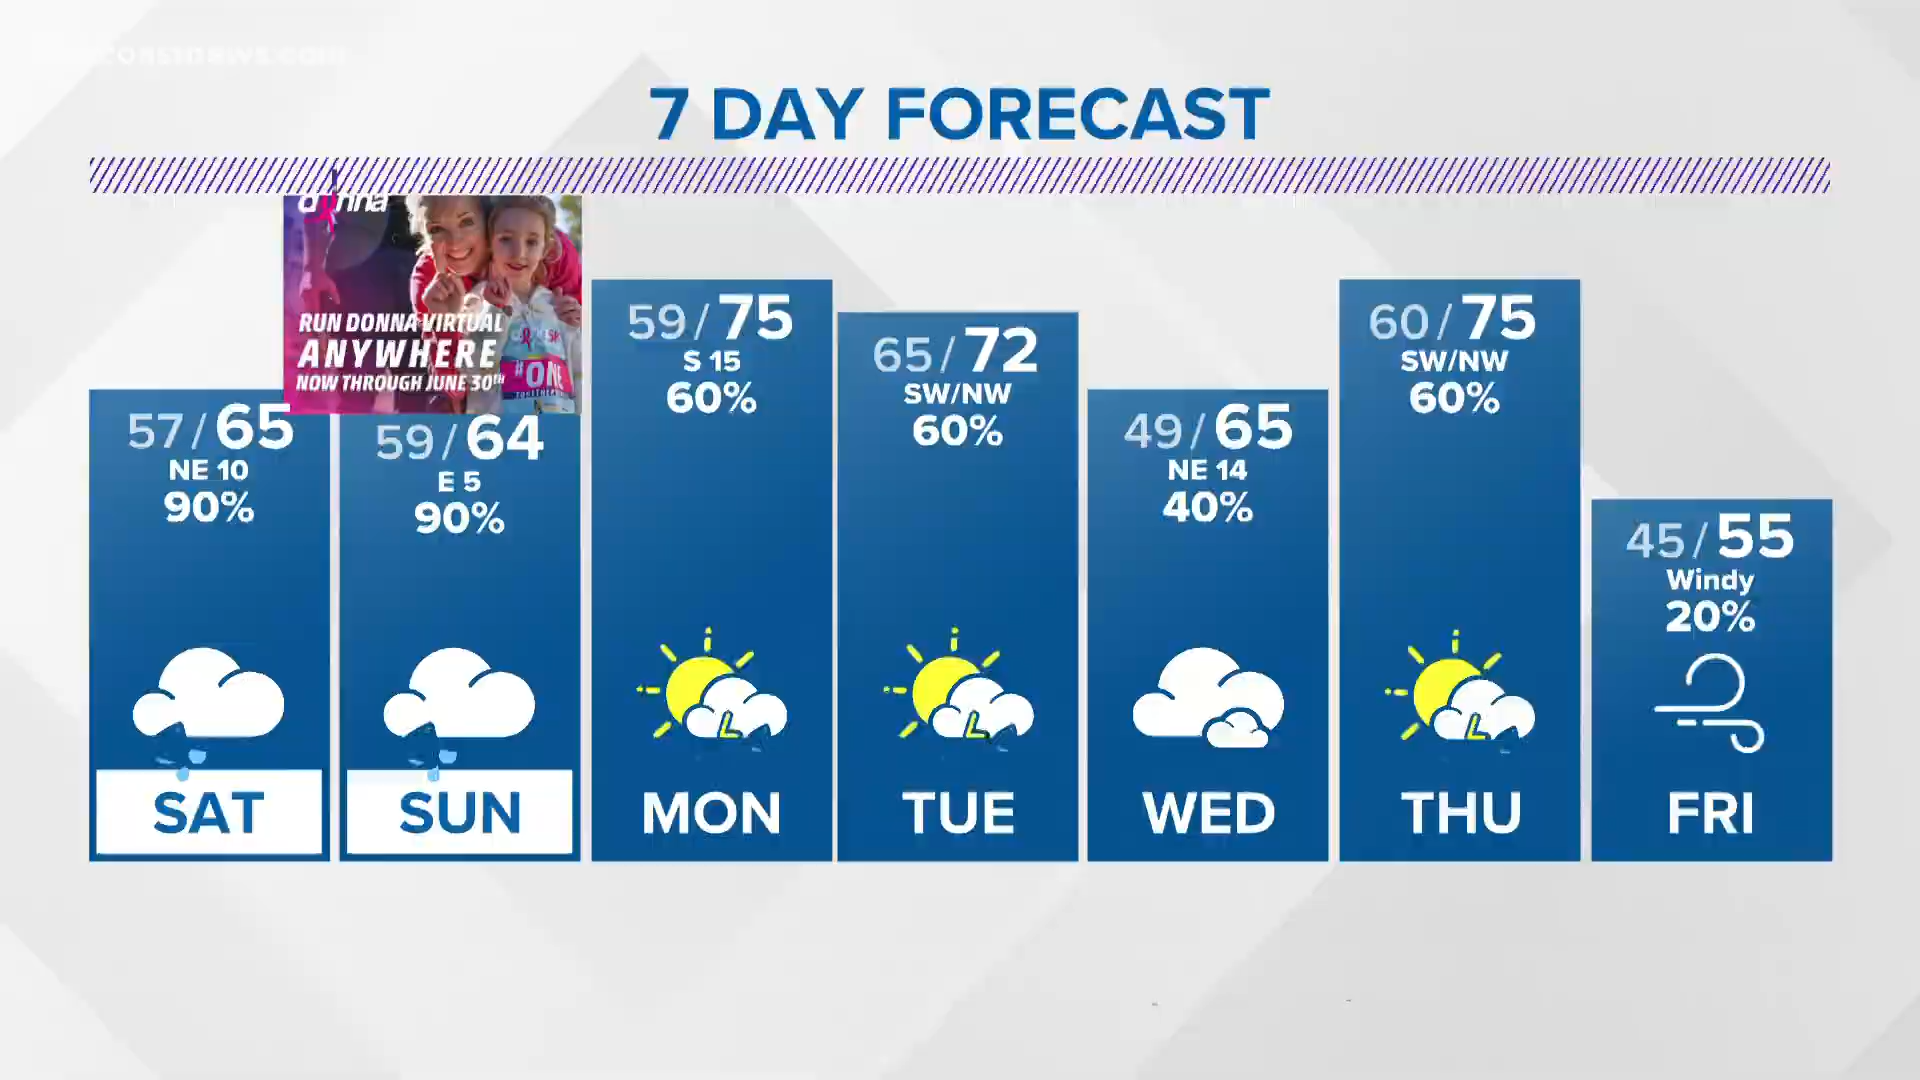 7 DAY FORECAST
RUN DONNA VIRTUAL
ANYWHERE
NOW THROUGH JUNE 30TH
#ONE
57/65
NE 10
90%
SAT
59/64
E 5
90%
SUN
59/75
S 15
60%
MON
65/72
SW/NW
60%
TUE
49/65
NE 14
40%
WED
60/75
SW/NW
60%
THU
45/55
Windy
20%
FRI